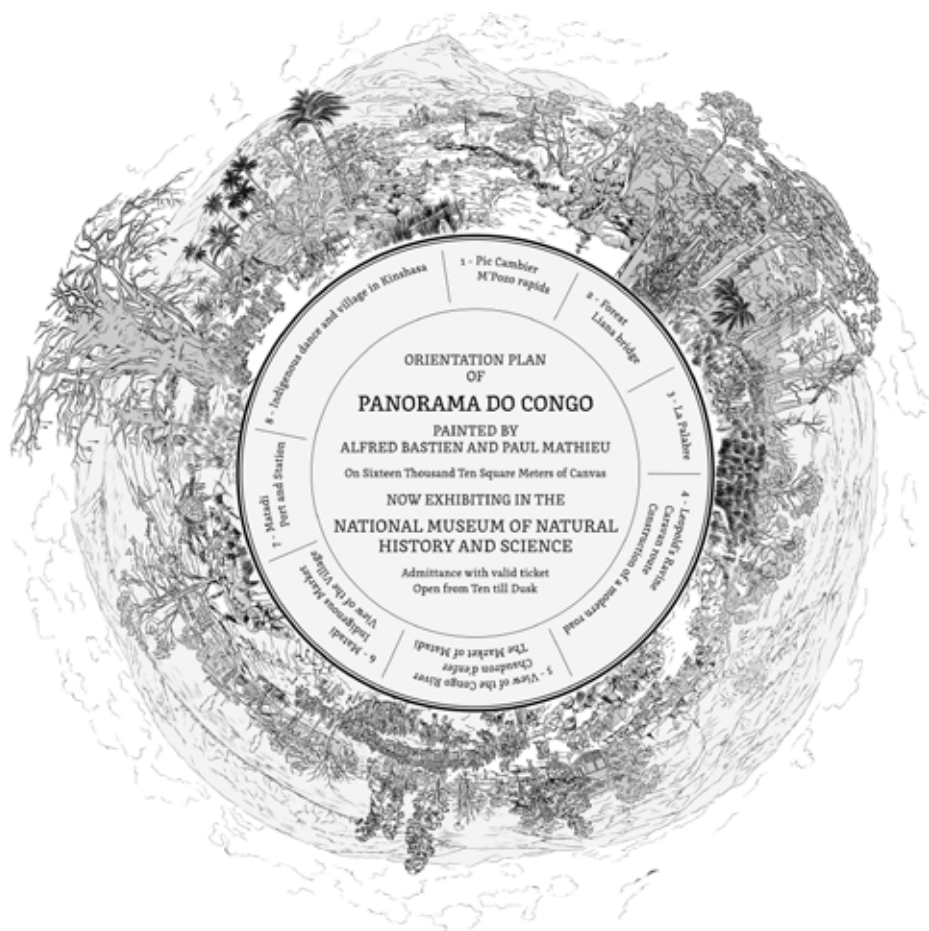 ORIENTATION PLAN
OF
PANORAMA DO CONGO
PAINTED BY
ALFRED BASTIEN AND PAUL MATHIEU
On Sixteen Thousand Ten Square Meters of Canvas
NOW EXHIBITING IN THE
NATIONAL MUSEUM OF NATURAL
HISTORY AND SCIENCE
Admittance with valid ticket
Open from Ten till Dusk
1 - Pic Cambier
M'Pozo rapids
2 - Forest
Liana bridge
3 - La Palabre
4 - Leopold's Ravine
Caravan route
Construction of a modern road
5 - View of the Congo River
Chaudron d'enfer
The Market of Matadi
6 - Matadi
Indigenous Market
View of the Village
7 - Matadi
Port and Station
8 - Indigenous dance and village in Kinshasa